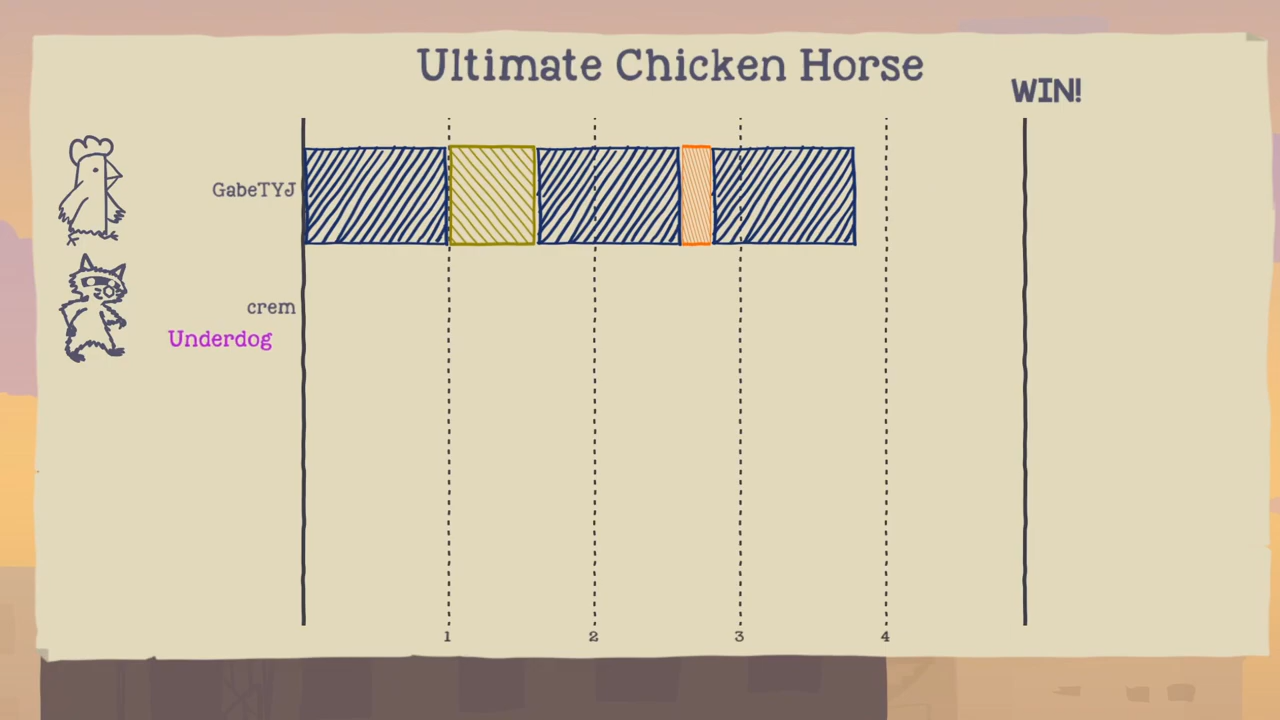 Ultimate Chicken Horse
WIN!
GabeTYJ
crem
Underdog
1 2 3 4